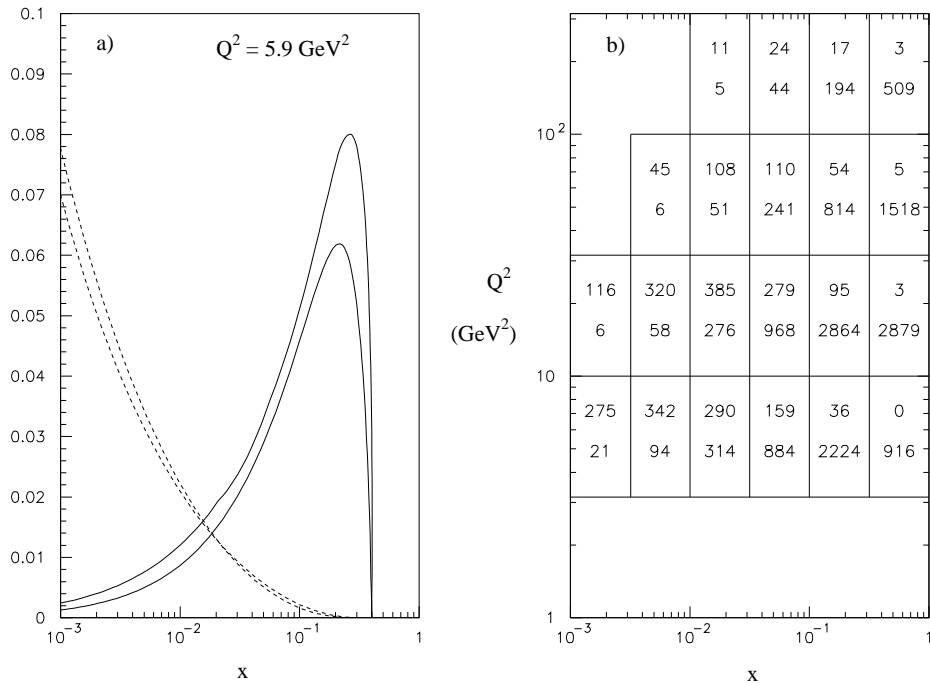 a)
Q² = 5.9 GeV²
0.1
0.09
0.08
0.07
0.06
0.05
0.04
0.03
0.02
0.01
0
10⁻³ 10⁻² 10⁻¹ 1
x
b)
Q²
(GeV²)
10²
10
1
11 24 17 3
5 44 194 509
45 108 110 54 5
6 51 241 814 1518
116 320 385 279 95 3
6 58 276 968 2864 2879
275 342 290 159 36 0
21 94 314 884 2224 916
10⁻³ 10⁻² 10⁻¹ 1
x